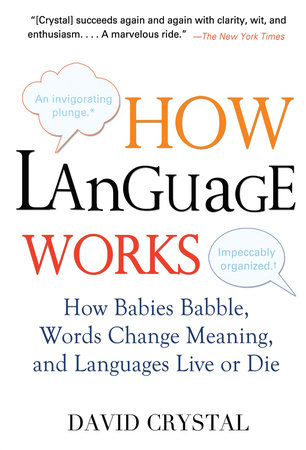 “[Crystal] succeeds again and again with clarity, wit, and
enthusiasm. . . . A marvelous ride.” —The New York Times
An invigorating
plunge.*
HOW
LAnGuaGE
WORKS
Impeccably
organized.†
How Babies Babble,
Words Change Meaning,
and Languages Live or Die
DAVID CRYSTAL